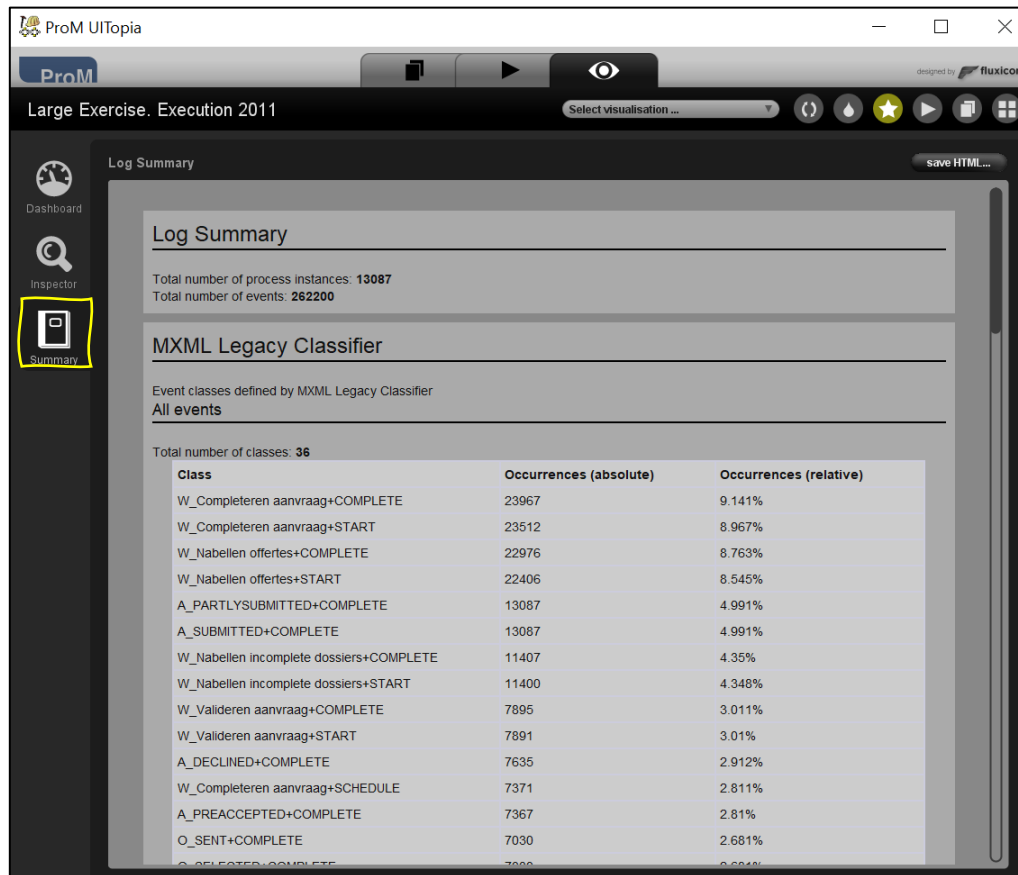 ProM UITopia
ProM
designed by fluxicon
Large Exercise. Execution 2011
Select visualisation ...
Log Summary
save HTML...
Dashboard
Inspector
Summary
Log Summary
Total number of process instances: 13087
Total number of events: 262200
MXML Legacy Classifier
Event classes defined by MXML Legacy Classifier
All events
Total number of classes: 36
Class Occurrences (absolute) Occurrences (relative)
W_Completeren aanvraag+COMPLETE 23967 9.141%
W_Completeren aanvraag+START 23512 8.967%
W_Nabellen offertes+COMPLETE 22976 8.763%
W_Nabellen offertes+START 22406 8.545%
A_PARTLYSUBMITTED+COMPLETE 13087 4.991%
A_SUBMITTED+COMPLETE 13087 4.991%
W_Nabellen incomplete dossiers+COMPLETE 11407 4.35%
W_Nabellen incomplete dossiers+START 11400 4.348%
W_Valideren aanvraag+COMPLETE 7895 3.011%
W_Valideren aanvraag+START 7891 3.01%
A_DECLINED+COMPLETE 7635 2.912%
W_Completeren aanvraag+SCHEDULE 7371 2.811%
A_PREACCEPTED+COMPLETE 7367 2.81%
O_SENT+COMPLETE 7030 2.681%
O_SELECTED+COMPLETE